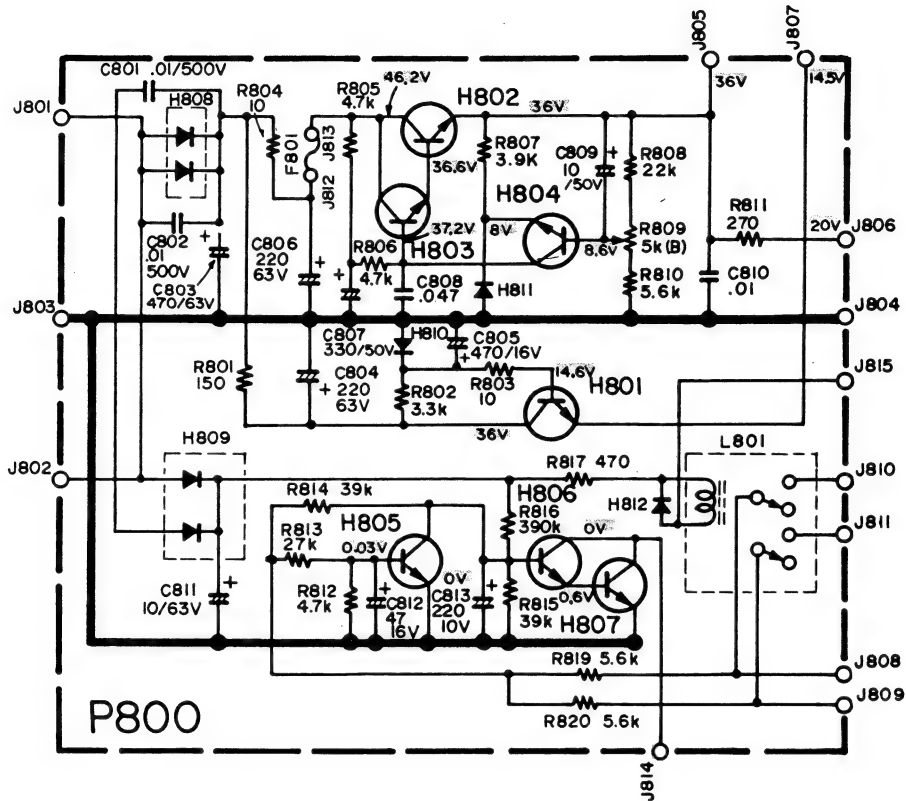 J805
J807
C801 .01/500V
36V
14.5V
J801
H808
R804
10
R805
4.7k
46.2V
H802
36V
F801
J813
J812
R807
3.9K
C809
10
/50V
R808
22k
36.6V
H804
R811
270
20V
J806
C802
.01
500V
C803
470/63V
C806
220
63V
37.2V
H803
8V
8.6V
R809
5k(B)
R806
4.7k
C808
.047
H811
R810
5.6k
C810
.01
J803
J804
C807
330/50V
H810
C805
470/16V
R801
150
C804
220
63V
R802
3.3k
R803
10
14.6V
H801
J815
36V
H809
L801
J802
R817 470
J810
R814 39k
H806
R816
390k
H812
R813
27k
H805
0V
J811
0.03V
C811
10/63V
R812
4.7k
C812
47
16V
0V
C813
220
10V
R815
39k
0.6V
H807
R819 5.6k
J808
J809
R820 5.6k
P800
J814